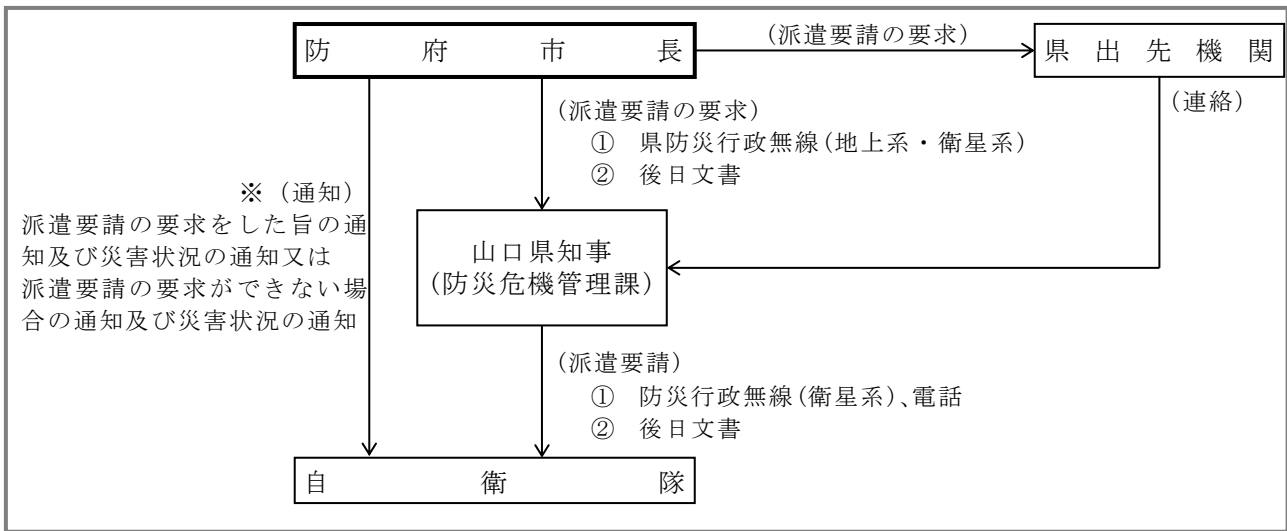 防府市長
(派遣要請の要求)
県出先機関
(連絡)
(派遣要請の要求)
① 県防災行政無線(地上系・衛星系)
② 後日文書
※（通知）
派遣要請の要求をした旨の通
知及び災害状況の通知又は
派遣要請の要求ができない場
合の通知及び災害状況の通知
山口県知事
(防災危機管理課)
(派遣要請)
① 防災行政無線(衛星系)、電話
② 後日文書
自衛隊